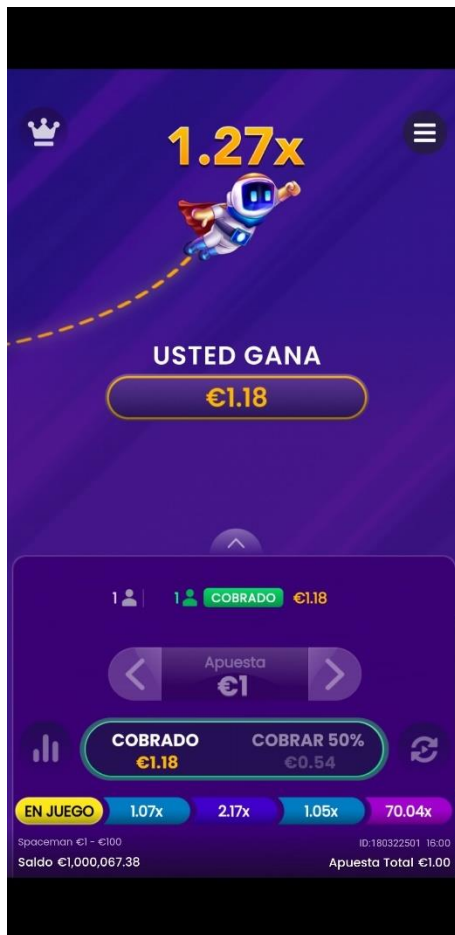 1.27x
USTED GANA
€1.18
1 1 COBRADO €1.18
Apuesta
€1
COBRADO COBRAR 50%
€1.18 €0.54
EN JUEGO 1.07x 2.17x 1.05x 70.04x
Spaceman €1 - €100 ID:180322501 16:00
Saldo €1,000,067.38 Apuesta Total €1.00